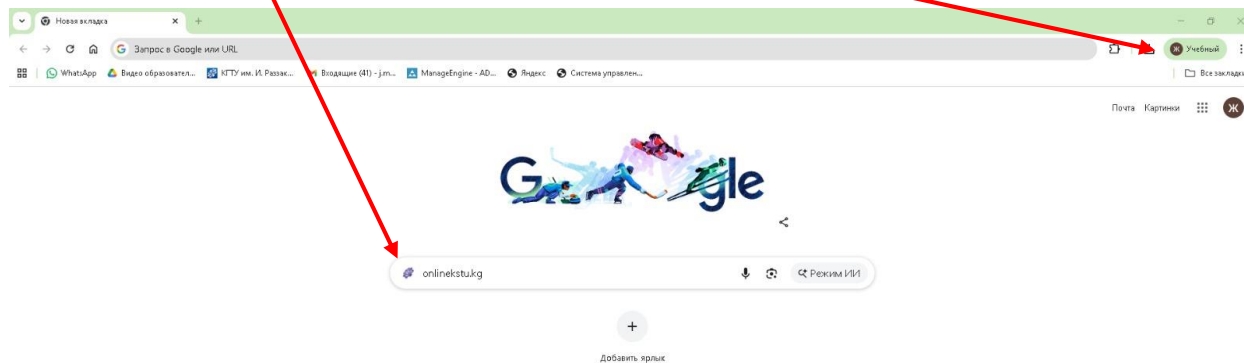 Новая вкладка
Запрос в Google или URL
Учебный
WhatsApp
Видео образовател...
КГТУ им. И. Раззак...
Входящие (41) - j.m...
ManageEngine - AD...
Яндекс
Система управлен...
Все закладки
Почта Картинки Ж
Google
onlinekstu.kg
Режим ИИ
Добавить ярлык